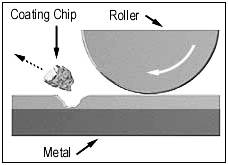 Coating Chip
Roller
Metal